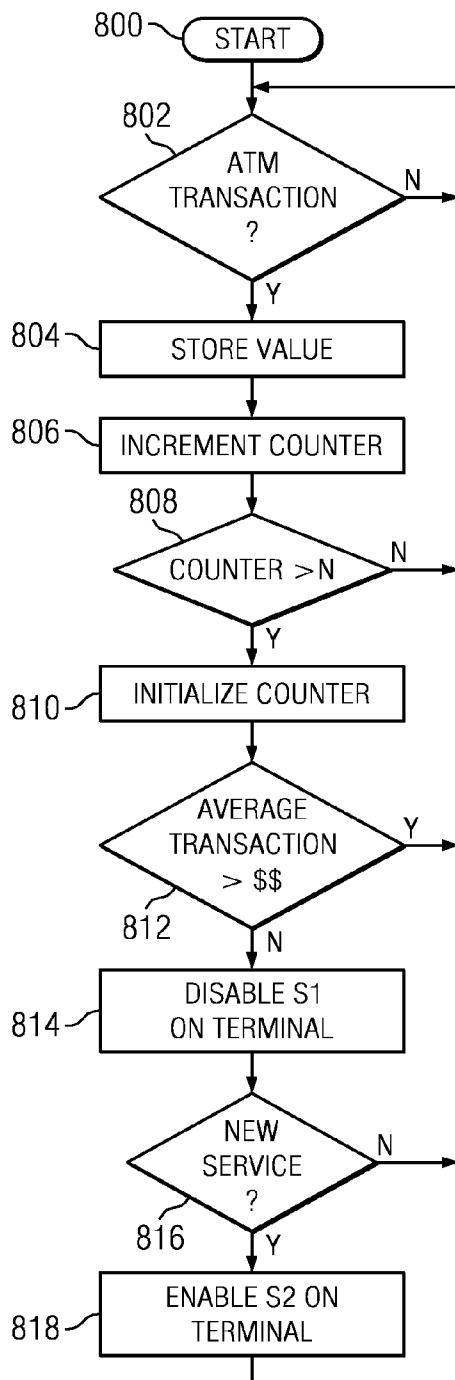 800
START
802
ATM
TRANSACTION
?
N
Y
804
STORE VALUE
806
INCREMENT COUNTER
808
COUNTER > N
N
Y
810
INITIALIZE COUNTER
AVERAGE
TRANSACTION
> $$
Y
812
N
814
DISABLE S1
ON TERMINAL
NEW
SERVICE
?
N
816
Y
818
ENABLE S2 ON
TERMINAL